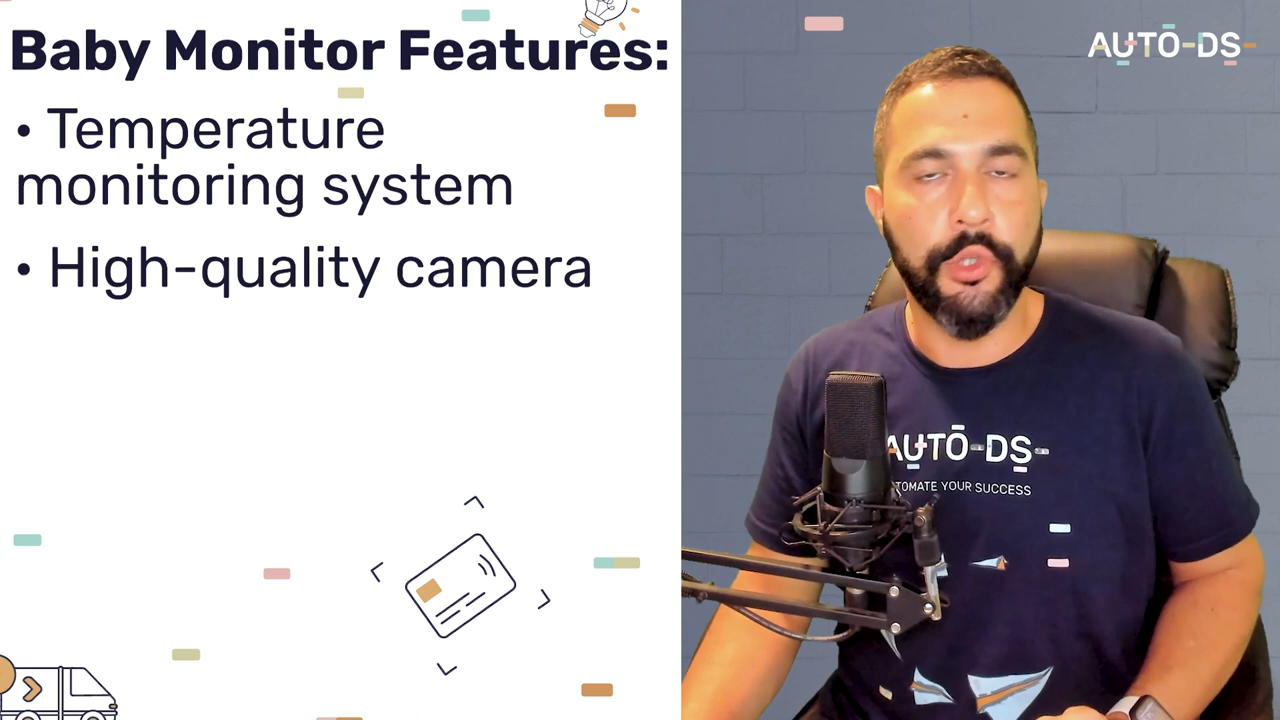 Baby Monitor Features:
• Temperature
monitoring system
• High-quality camera
AUTO-DS-
AUTO-DS-
TOMATE YOUR SUCCESS